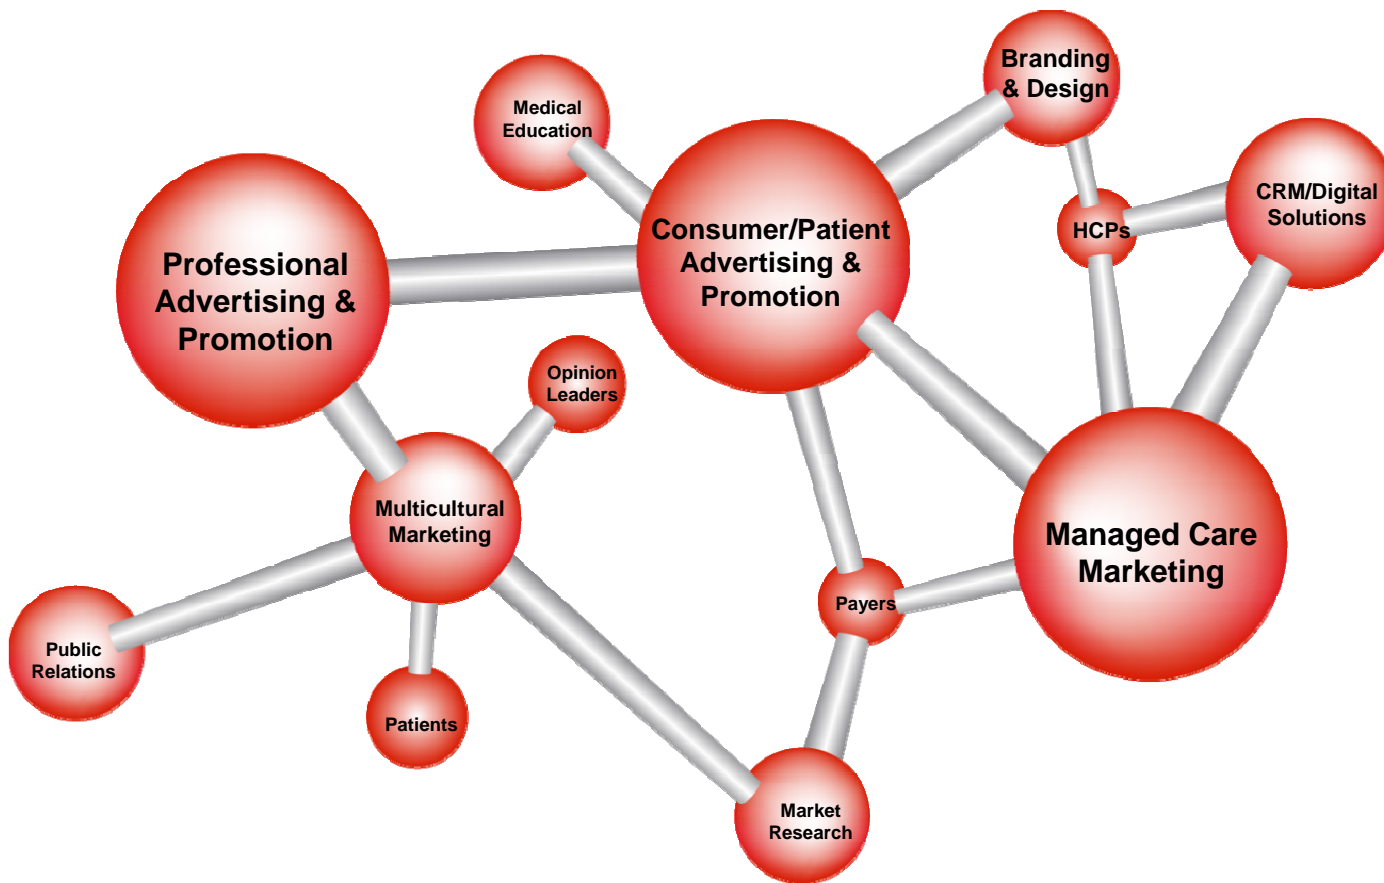 Branding
& Design
Medical
Education
CRM/Digital
Solutions
Consumer/Patient
Advertising &
Promotion
HCPs
Professional
Advertising &
Promotion
Opinion
Leaders
Multicultural
Marketing
Managed Care
Marketing
Payers
Public
Relations
Patients
Market
Research